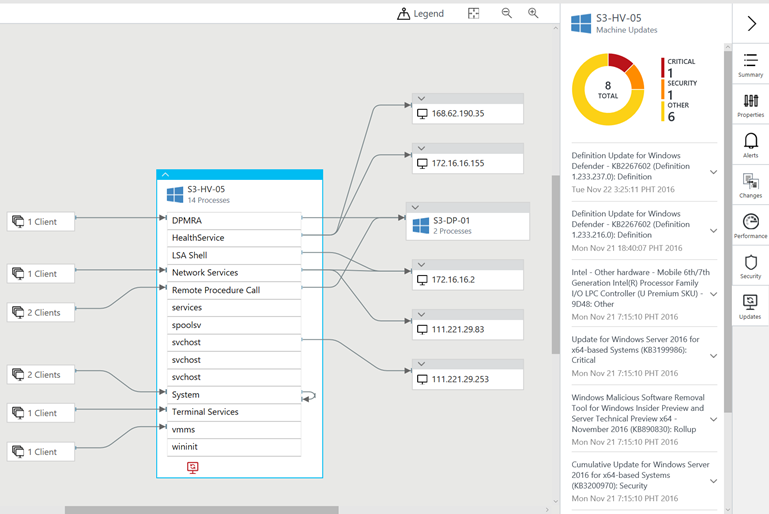 Legend
S3-HV-05
14 Processes
DPMRA
HealthService
LSA Shell
Network Services
Remote Procedure Call
services
spoolsv
svchost
svchost
svchost
System
Terminal Services
vmms
wininit
1 Client
1 Client
2 Clients
2 Clients
1 Client
1 Client
168.62.190.35
172.16.16.155
S3-DP-01
2 Processes
172.16.16.2
111.221.29.83
111.221.29.253
S3-HV-05
Machine Updates
8
TOTAL
CRITICAL
1
SECURITY
1
OTHER
6
Definition Update for Windows
Defender - KB2267602 (Definition
1.233.237.0): Definition
Tue Nov 22 3:25:11 PHT 2016
Definition Update for Windows
Defender - KB2267602 (Definition
1.233.216.0): Definition
Mon Nov 21 18:40:07 PHT 2016
Intel - Other hardware - Mobile 6th/7th
Generation Intel(R) Processor Family
I/O LPC Controller (U Premium SKU) -
9D48: Other
Mon Nov 21 7:15:10 PHT 2016
Update for Windows Server 2016 for
x64-based Systems (KB3199986):
Critical
Mon Nov 21 7:15:10 PHT 2016
Windows Malicious Software Removal
Tool for Windows Insider Preview and
Server Technical Preview x64 -
November 2016 (KB890830): Rollup
Mon Nov 21 7:15:10 PHT 2016
Cumulative Update for Windows Server
2016 for x64-based Systems
(KB3200970): Security
Mon Nov 21 7:15:10 PHT 2016
Summary
Properties
Alerts
Changes
Performance
Security
Updates